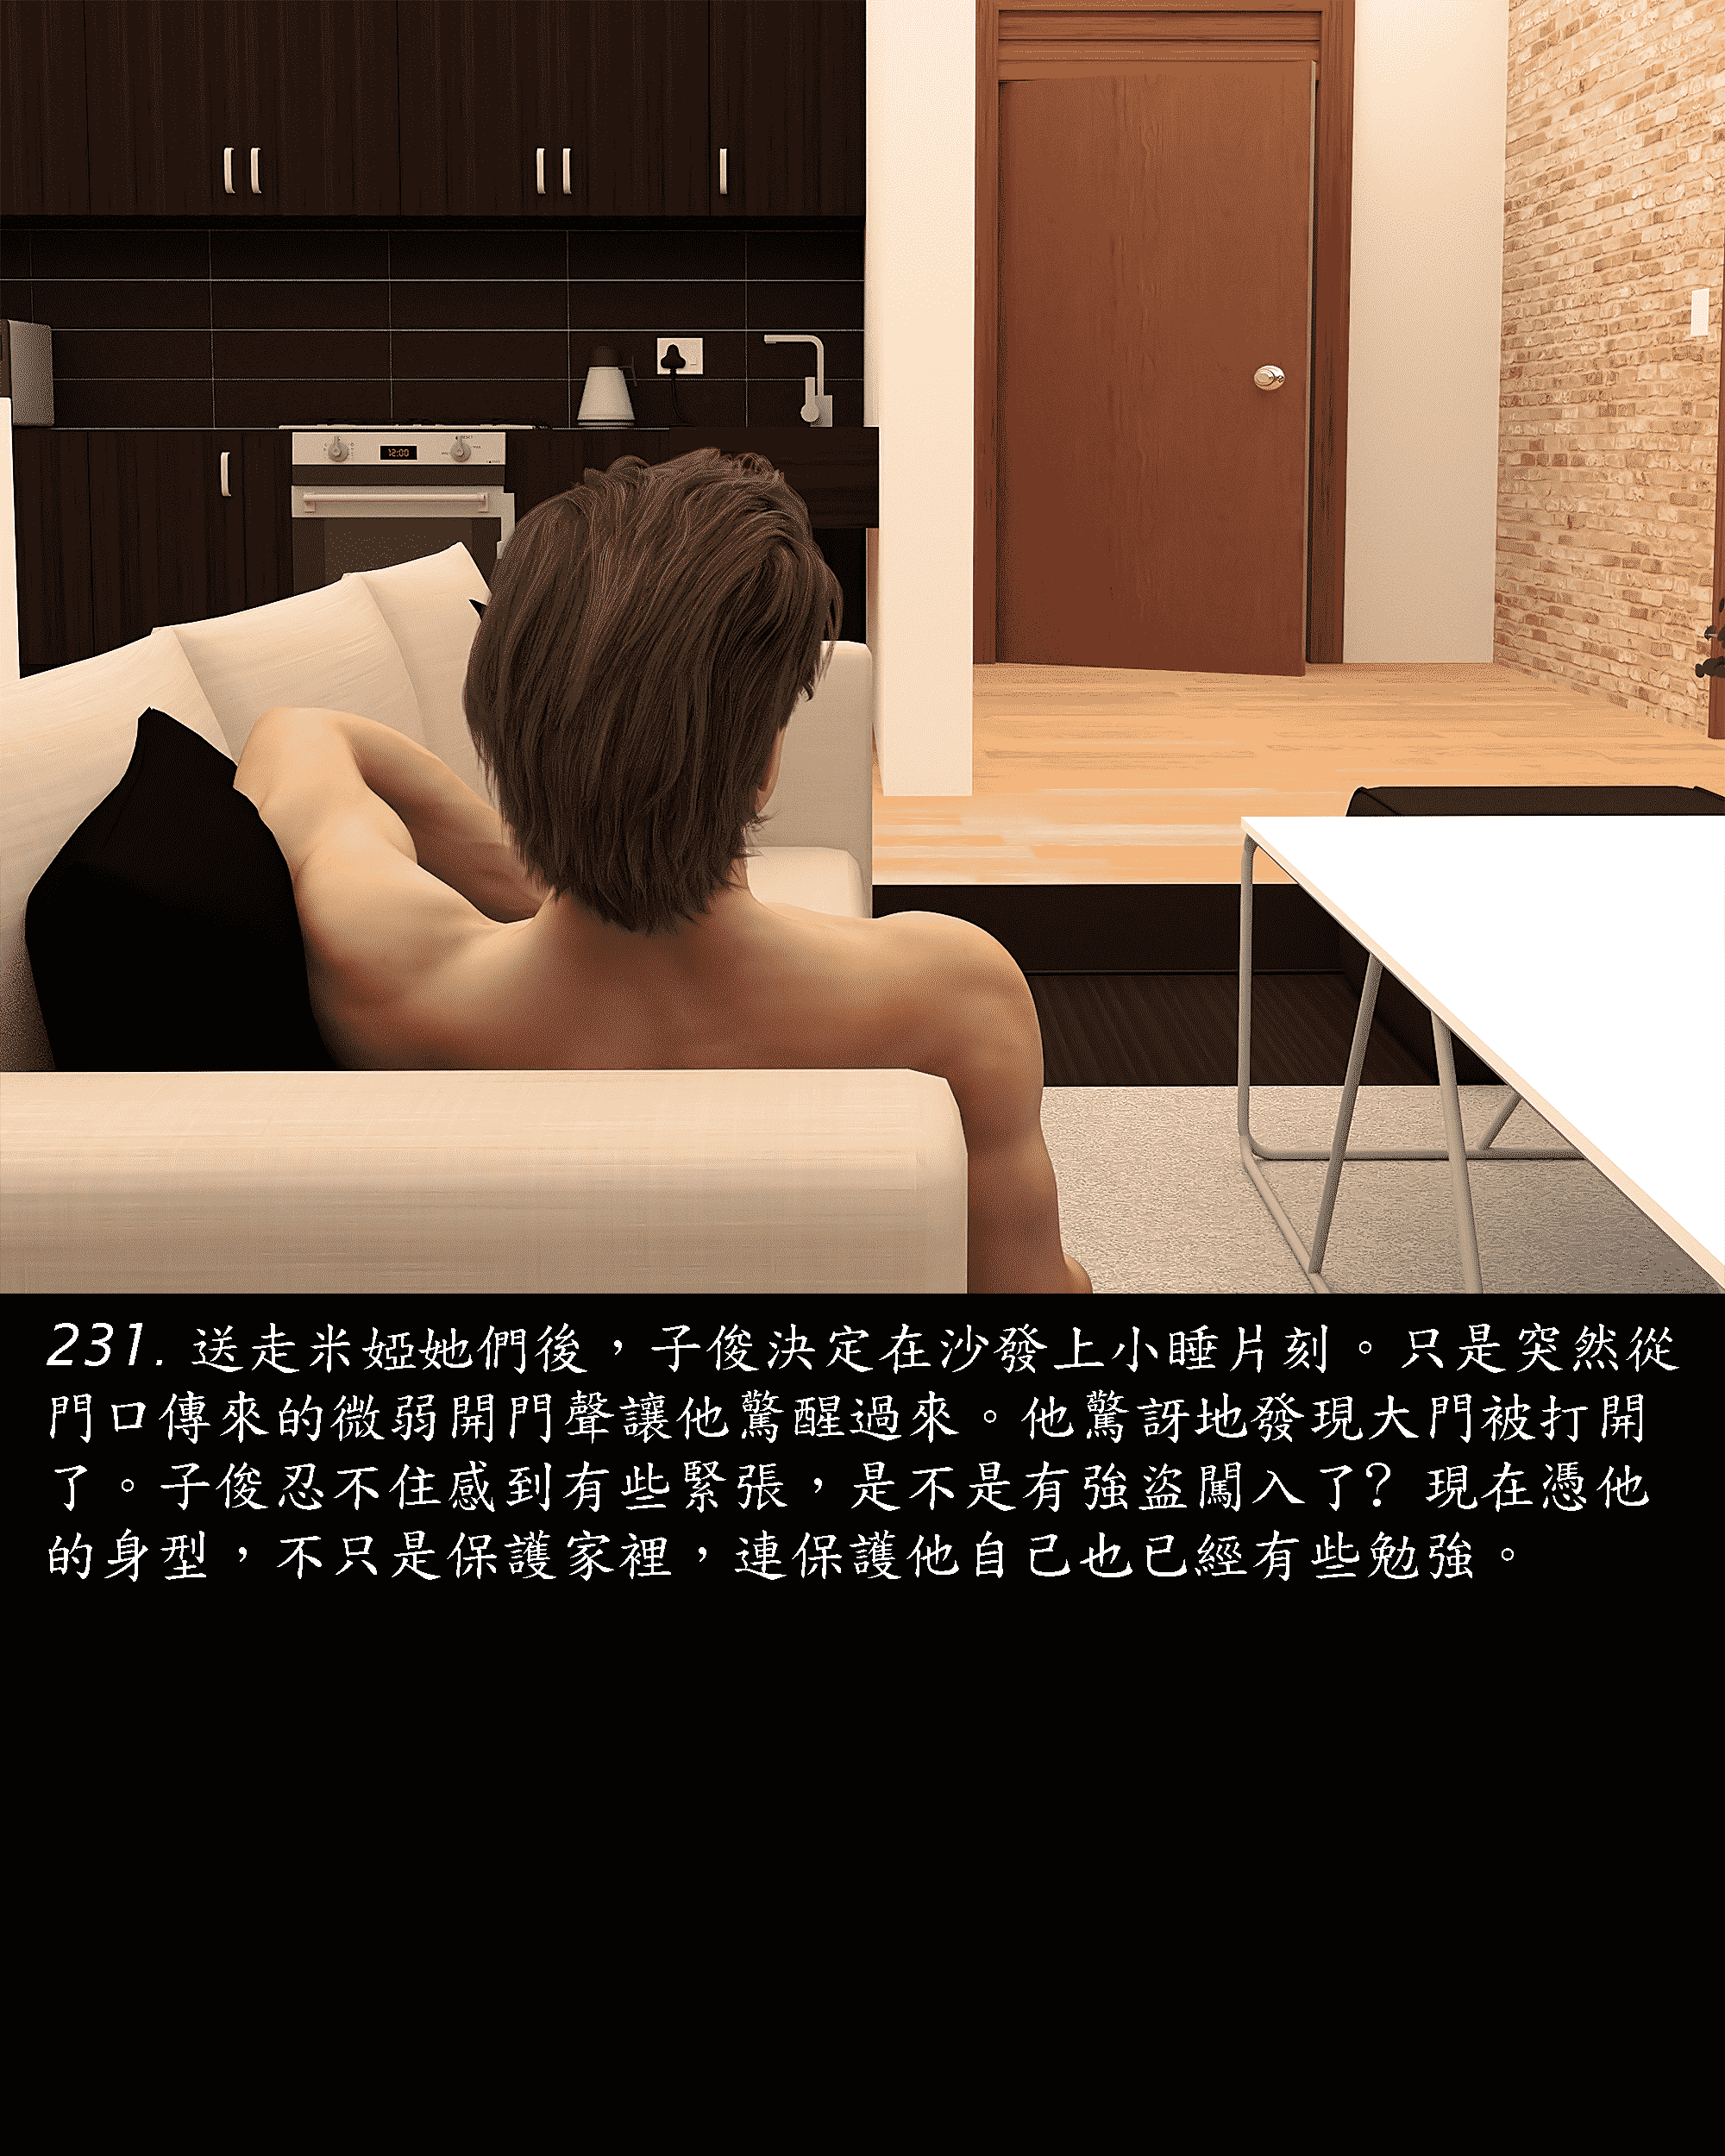 12:00
231. 送走米婭她們後，子俊決定在沙發上小睡片刻。只是突然從
門口傳來的微弱開門聲讓他驚醒過來。他驚訝地發現大門被打開
了。子俊忍不住感到有些緊張，是不是有強盜闖入了? 現在憑他
的身型，不只是保護家裡，連保護他自己也已經有些勉強。